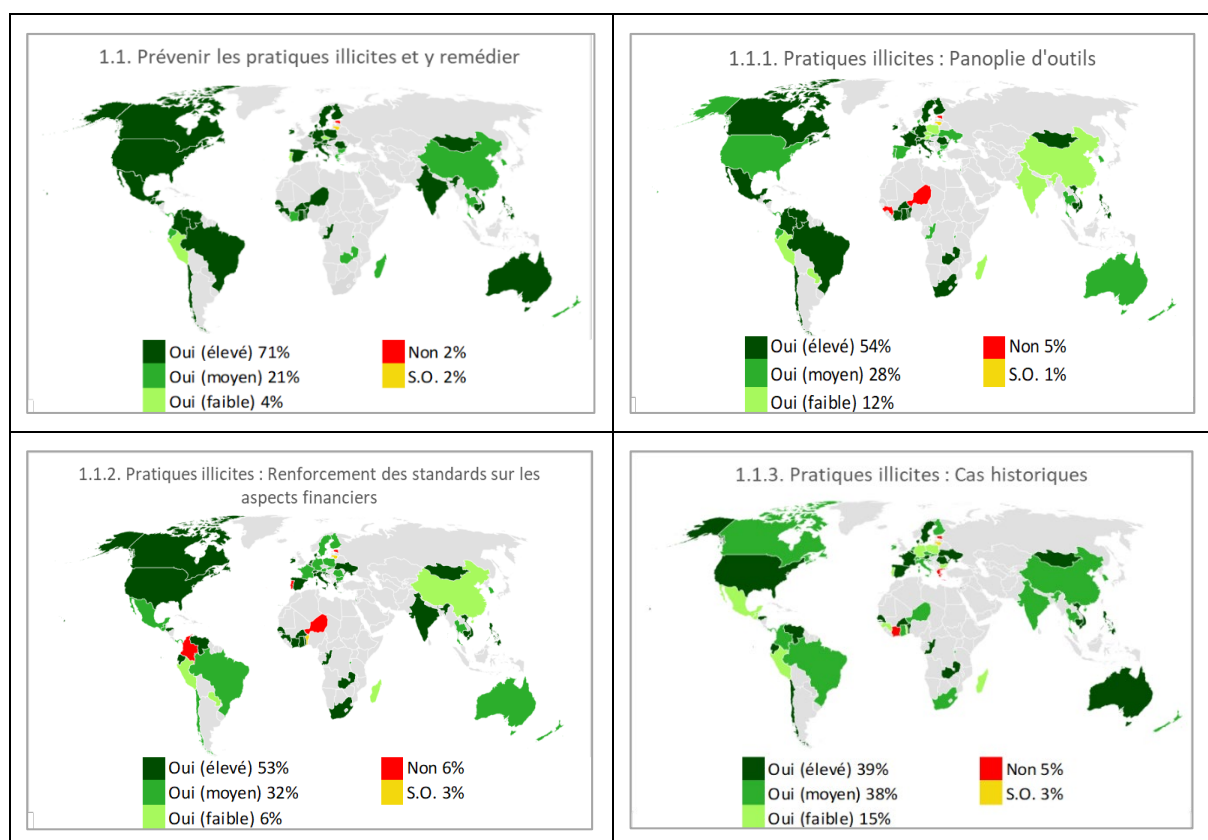 1.1. Prévenir les pratiques illicites et y remédier
Oui (élevé) 71%
Oui (moyen) 21%
Oui (faible) 4%
Non 2%
S.O. 2%
1.1.1. Pratiques illicites : Panoplie d'outils
Oui (élevé) 54%
Oui (moyen) 28%
Oui (faible) 12%
Non 5%
S.O. 1%
1.1.2. Pratiques illicites : Renforcement des standards sur les
aspects financiers
Oui (élevé) 53%
Oui (moyen) 32%
Oui (faible) 6%
Non 6%
S.O. 3%
1.1.3. Pratiques illicites : Cas historiques
Oui (élevé) 39%
Oui (moyen) 38%
Oui (faible) 15%
Non 5%
S.O. 3%